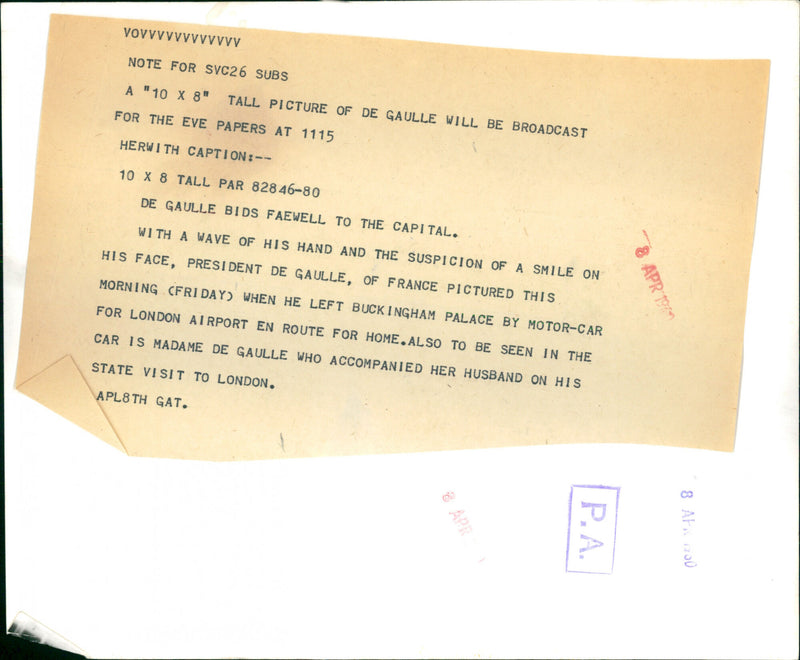 VOVVVVVVVVVVV
NOTE FOR SVC26 SUBS
A "10 X 8" TALL PICTURE OF DE GAULLE WILL BE BROADCAST
FOR THE EVE PAPERS AT 1115
HERWITH CAPTION:--
10 X 8 TALL PAR 82846-80
DE GAULLE BIDS FAEWELL TO THE CAPITAL.
WITH A WAVE OF HIS HAND AND THE SUSPICION OF A SMILE ON
HIS FACE, PRESIDENT DE GAULLE, OF FRANCE PICTURED THIS
MORNING (FRIDAY) WHEN HE LEFT BUCKINGHAM PALACE BY MOTOR-CAR
FOR LONDON AIRPORT EN ROUTE FOR HOME.ALSO TO BE SEEN IN THE
CAR IS MADAME DE GAULLE WHO ACCOMPANIED HER HUSBAND ON HIS
STATE VISIT TO LONDON.
APL8TH GAT.
8 APR
8 APR
P.A.
8